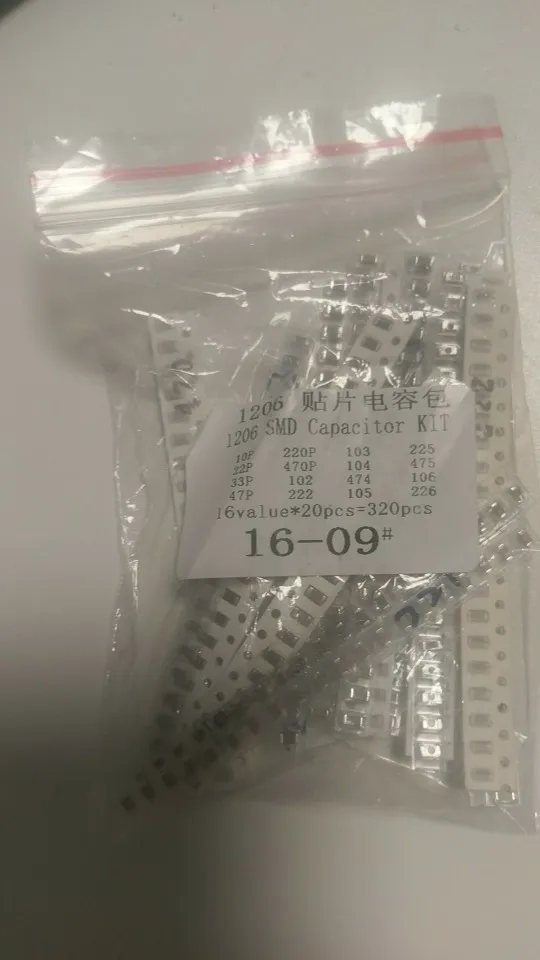 1206 贴片电容包
1206 SMD Capacitor KIT
10P 220P 103 225
22P 470P 104 475
33P 102 474 106
47P 222 105 226
16value*20pcs=320pcs
16-09#